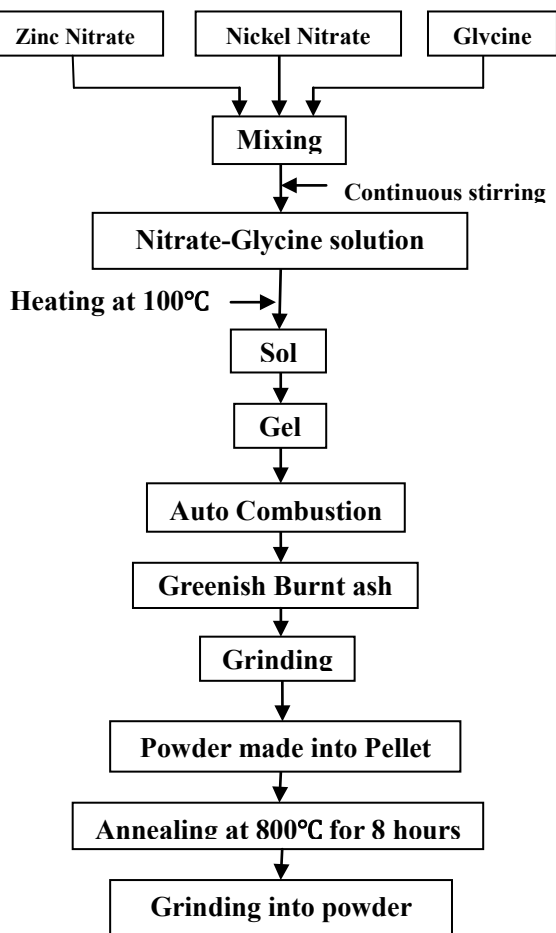 Zinc Nitrate
Nickel Nitrate
Glycine
Mixing
Continuous stirring
Nitrate-Glycine solution
Heating at 100℃
Sol
Gel
Auto Combustion
Greenish Burnt ash
Grinding
Powder made into Pellet
Annealing at 800℃ for 8 hours
Grinding into powder